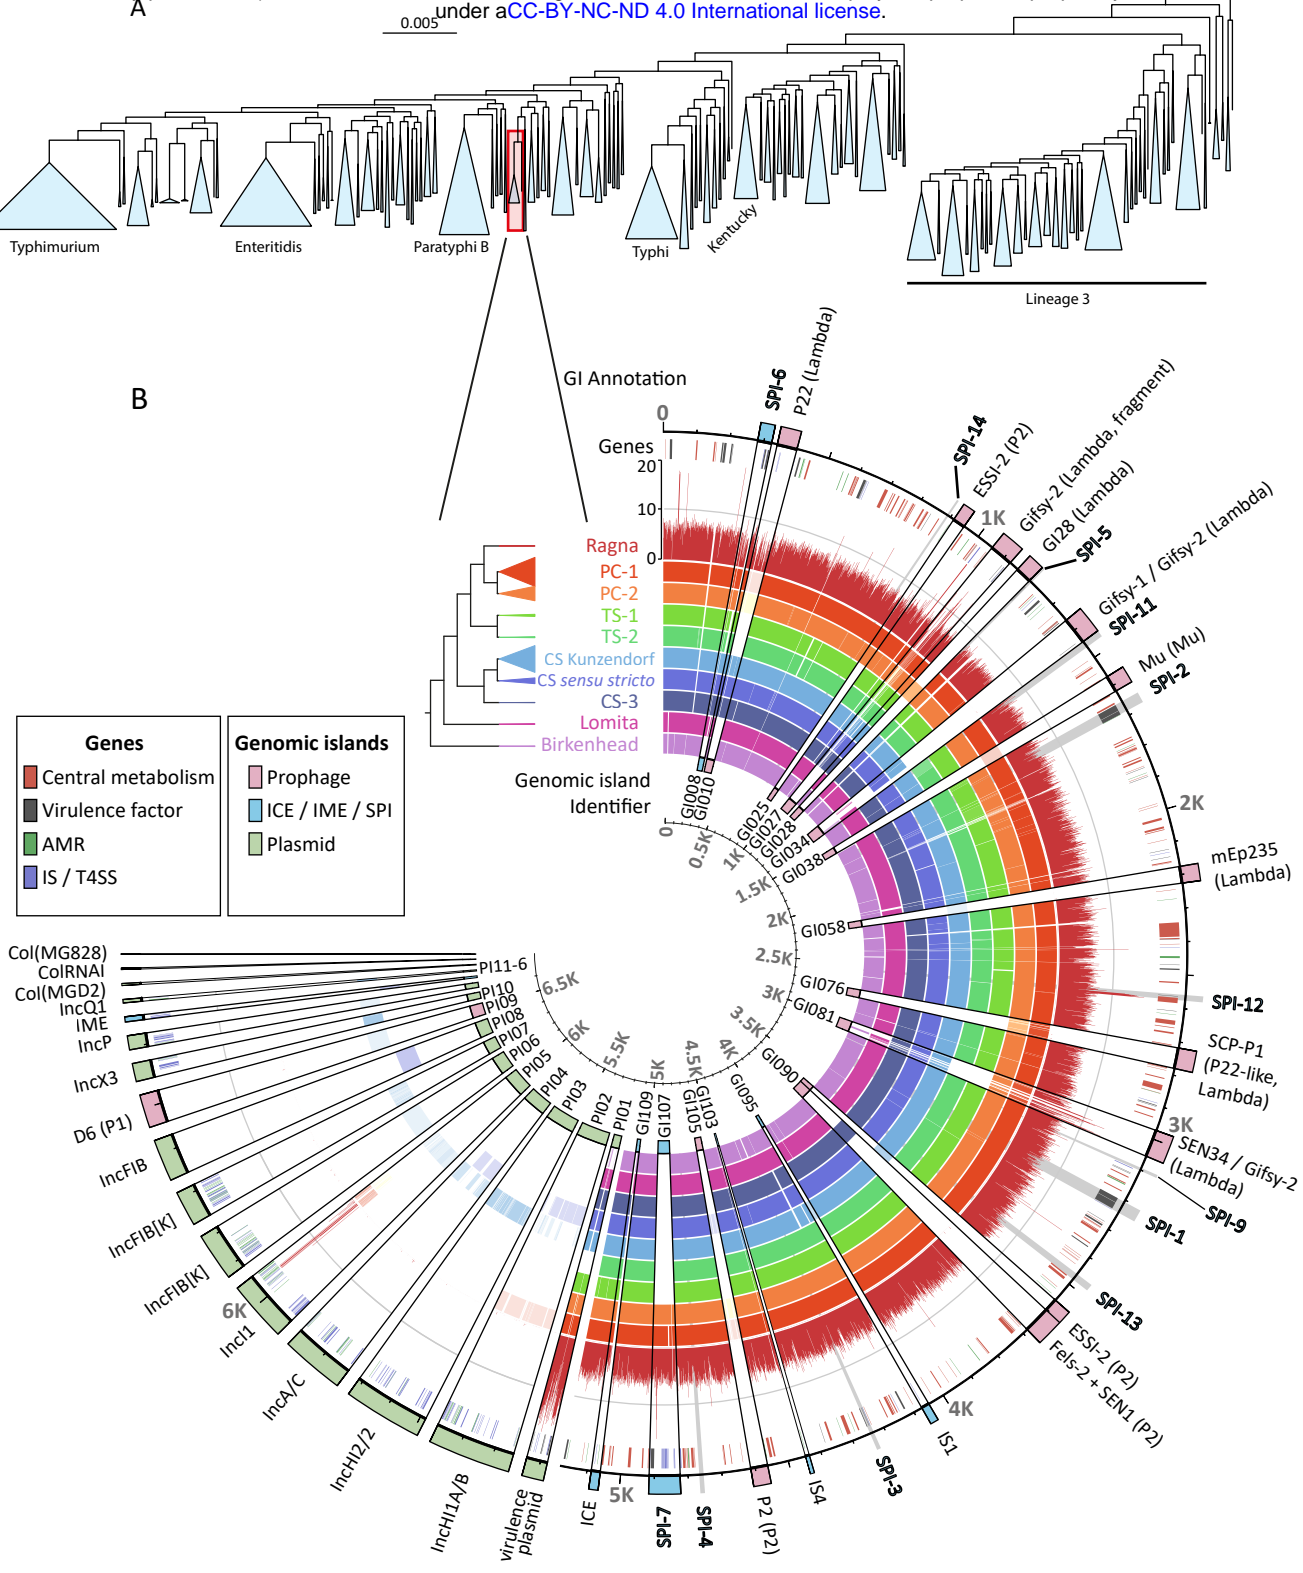 A
under aCC-BY-NC-ND 4.0 International license.
0.005
Typhimurium
Enteritidis
Paratyphi B
Typhi
Kentucky
Lineage 3
B
GI Annotation
0
Genes
20
10
0
Ragna
PC-1
PC-2
TS-1
TS-2
CS Kunzendorf
CS sensu stricto
CS-3
Lomita
Birkenhead
Genomic island
Identifier
SPI-6
P22 (Lambda)
SPI-14
ESSI-2 (P2)
1K
Gifsy-2 (Lambda, fragment)
GI28 (Lambda)
SPI-5
Gifsy-1 / Gifsy-2 (Lambda)
SPI-11
Mu (Mu)
SPI-2
2K
mEp235
(Lambda)
SPI-12
SCP-P1
(P22-like,
Lambda)
3K
SEN34 / Gifsy-2
(Lambda)
SPI-9
SPI-1
SPI-13
ESSI-2 (P2)
Fels-2 + SEN1 (P2)
4K
IS1
SPI-3
IS4
P2 (P2)
SPI-4
SPI-7
5K
ICE
virulence
plasmid
IncHI1A/B
IncHI2/2
IncA/C
IncI1
6K
IncFIB[K]
IncFIB[K]
IncFIB
D6 (P1)
IncX3
IncP
IME
IncQ1
Col(MGD2)
ColRNAI
Col(MG828)
GI008
GI010
GI025
GI027
GI028
GI034
GI038
GI058
GI076
GI081
GI090
GI095
GI103
GI105
GI107
GI109
PI01
PI02
PI03
PI04
PI05
PI06
PI07
PI08
PI09
PI10
PI11-6
0
0.5K
1K
1.5K
2K
2.5K
3K
3.5K
4K
4.5K
5K
5.5K
6K
6.5K
Genes
Central metabolism
Virulence factor
AMR
IS / T4SS
Genomic islands
Prophage
ICE / IME / SPI
Plasmid